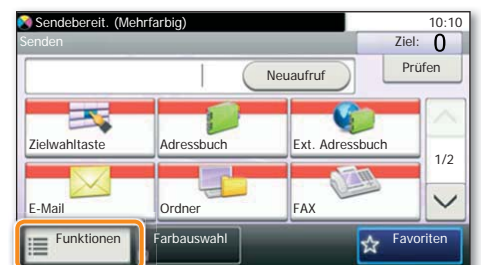 Sendebereit. (Mehrfarbig) 10:10
Senden Ziel: 0
Neuaufruf Prüfen
Zielwahltaste Adressbuch Ext. Adressbuch
1/2
E-Mail Ordner FAX
Funktionen Farbauswahl Favoriten